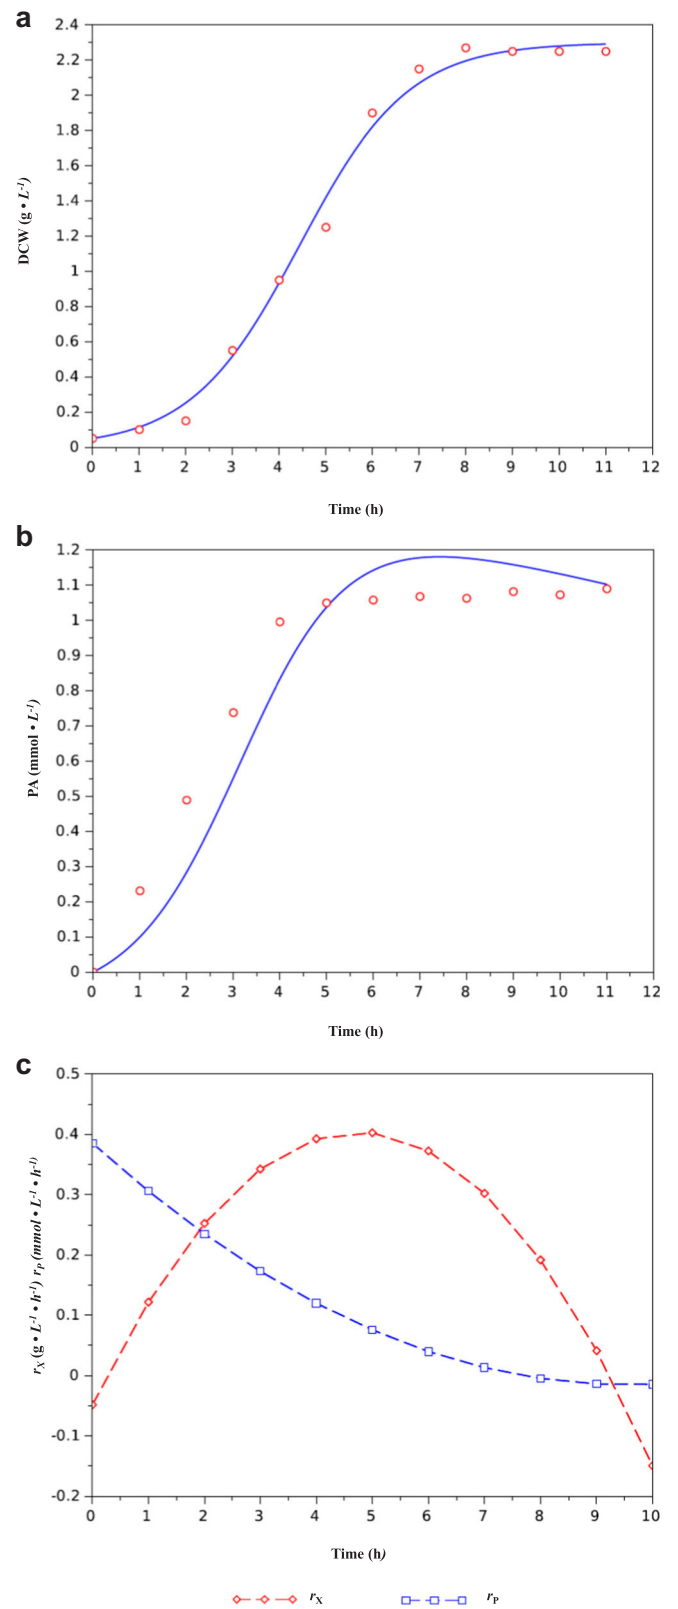 a
2.4
2.2
2
1.8
1.6
1.4
1.2
1
0.8
0.6
0.4
0.2
0
DCW (g • L-1)
0 1 2 3 4 5 6 7 8 9 10 11 12
Time (h)
b
1.2
1.1
1
0.9
0.8
0.7
0.6
0.5
0.4
0.3
0.2
0.1
0
PA (mmol • L-1)
0 1 2 3 4 5 6 7 8 9 10 11 12
Time (h)
c
0.5
0.4
0.3
0.2
0.1
0
-0.1
-0.2
rX (g • L-1 • h-1) rP (mmol • L-1 • h-1)
0 1 2 3 4 5 6 7 8 9 10
Time (h)
rX rP